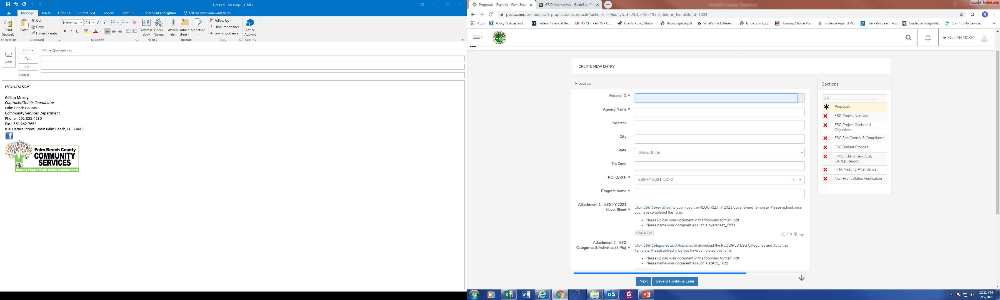 Untitled - Message (HTML)
File Message Insert Options Format Text Review Foxit PDF Proofpoint Encryption Tell me what you want to do...
Send Securely
Encryption
Paste
Cut
Copy
Format Painter
Clipboard
Helvetica 10.5
B I U
Basic Text
Address Book
Check Names
Names
Attach File
Attach Item
Signature
Include
Follow Up
High Importance
Low Importance
Tags
Office Add-ins
Add-ins
Send
From GMoxey@pbcgov.org
To...
Cc...
Subject
f7GewRA5639
Gillian Moxey
Contracts/Grants Coordinator
Palm Beach County
Community Services Department
Phone: 561-355-4230
Fax: 561 242-7662
810 Datura Street, West Palm Beach, FL 33401
Palm Beach County
COMMUNITY
SERVICES
Helping People Build Better Communities
Proposals - Records - Palm Beac
GRID Alternatives - GuideStar Pro
pbcc.samis.io/modules/fx_proposals/records.cfm?actionxm=Modify&id=0&rfp=1004&xm_dbform_template_id=1003
Apps Policy Notices and... Federal Financial Re... 45 CFR Part 75 - U... Grants Policy Statm... ffrquickguide.pdf What's the Differen... lynda.com LogIn Housing Choice Vo... Violence Against W... The Palm Beach Post GuideStar nonprofit... Community Service... »
GILLIAN MOXEY
CREATE NEW ENTRY
Proposals
Federal ID *
Agency Name *
Address
City
State Select State
Zip Code
NOFO/RFP * ESG FY 2021 NOFO
Program Name *
Attachment 1 - ESG FY 2021
Cover Sheet *
Click ESG Cover Sheet to download the REQUIRED FY 2021 Cover Sheet Template. Please upload once
you have completed this form.
• Please upload your document in the following format: .pdf
• Please name your document as such: Coversheet_FY21
Choose File
Attachment 2 - ESG
Categories & Activities (5 Pts) *
Click ESG Categories and Activities to download the REQUIRED ESG Categories and Activities
Template. Please upload once you have completed this form.
• Please upload your document in the following format: .pdf
• Please name your document as such: CatAct_FY21
Next Save & Continue Later
Sections
0%
Proposals
ESG Project Narrative
ESG Project Goals and
Objectives
ESG Site Control & Compliance
ESG Budget Proposal
HMIS (ClientTrack)/ESG
CAPER Report
HHA Meeting Attendance
Non-Profit Status Verification
12:11 PM
3/19/2020